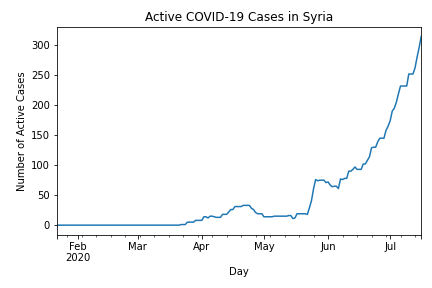 Active COVID-19 Cases in Syria
Number of Active Cases
300
250
200
150
100
50
0
Feb
2020
Mar
Apr
May
Jun
Jul
Day